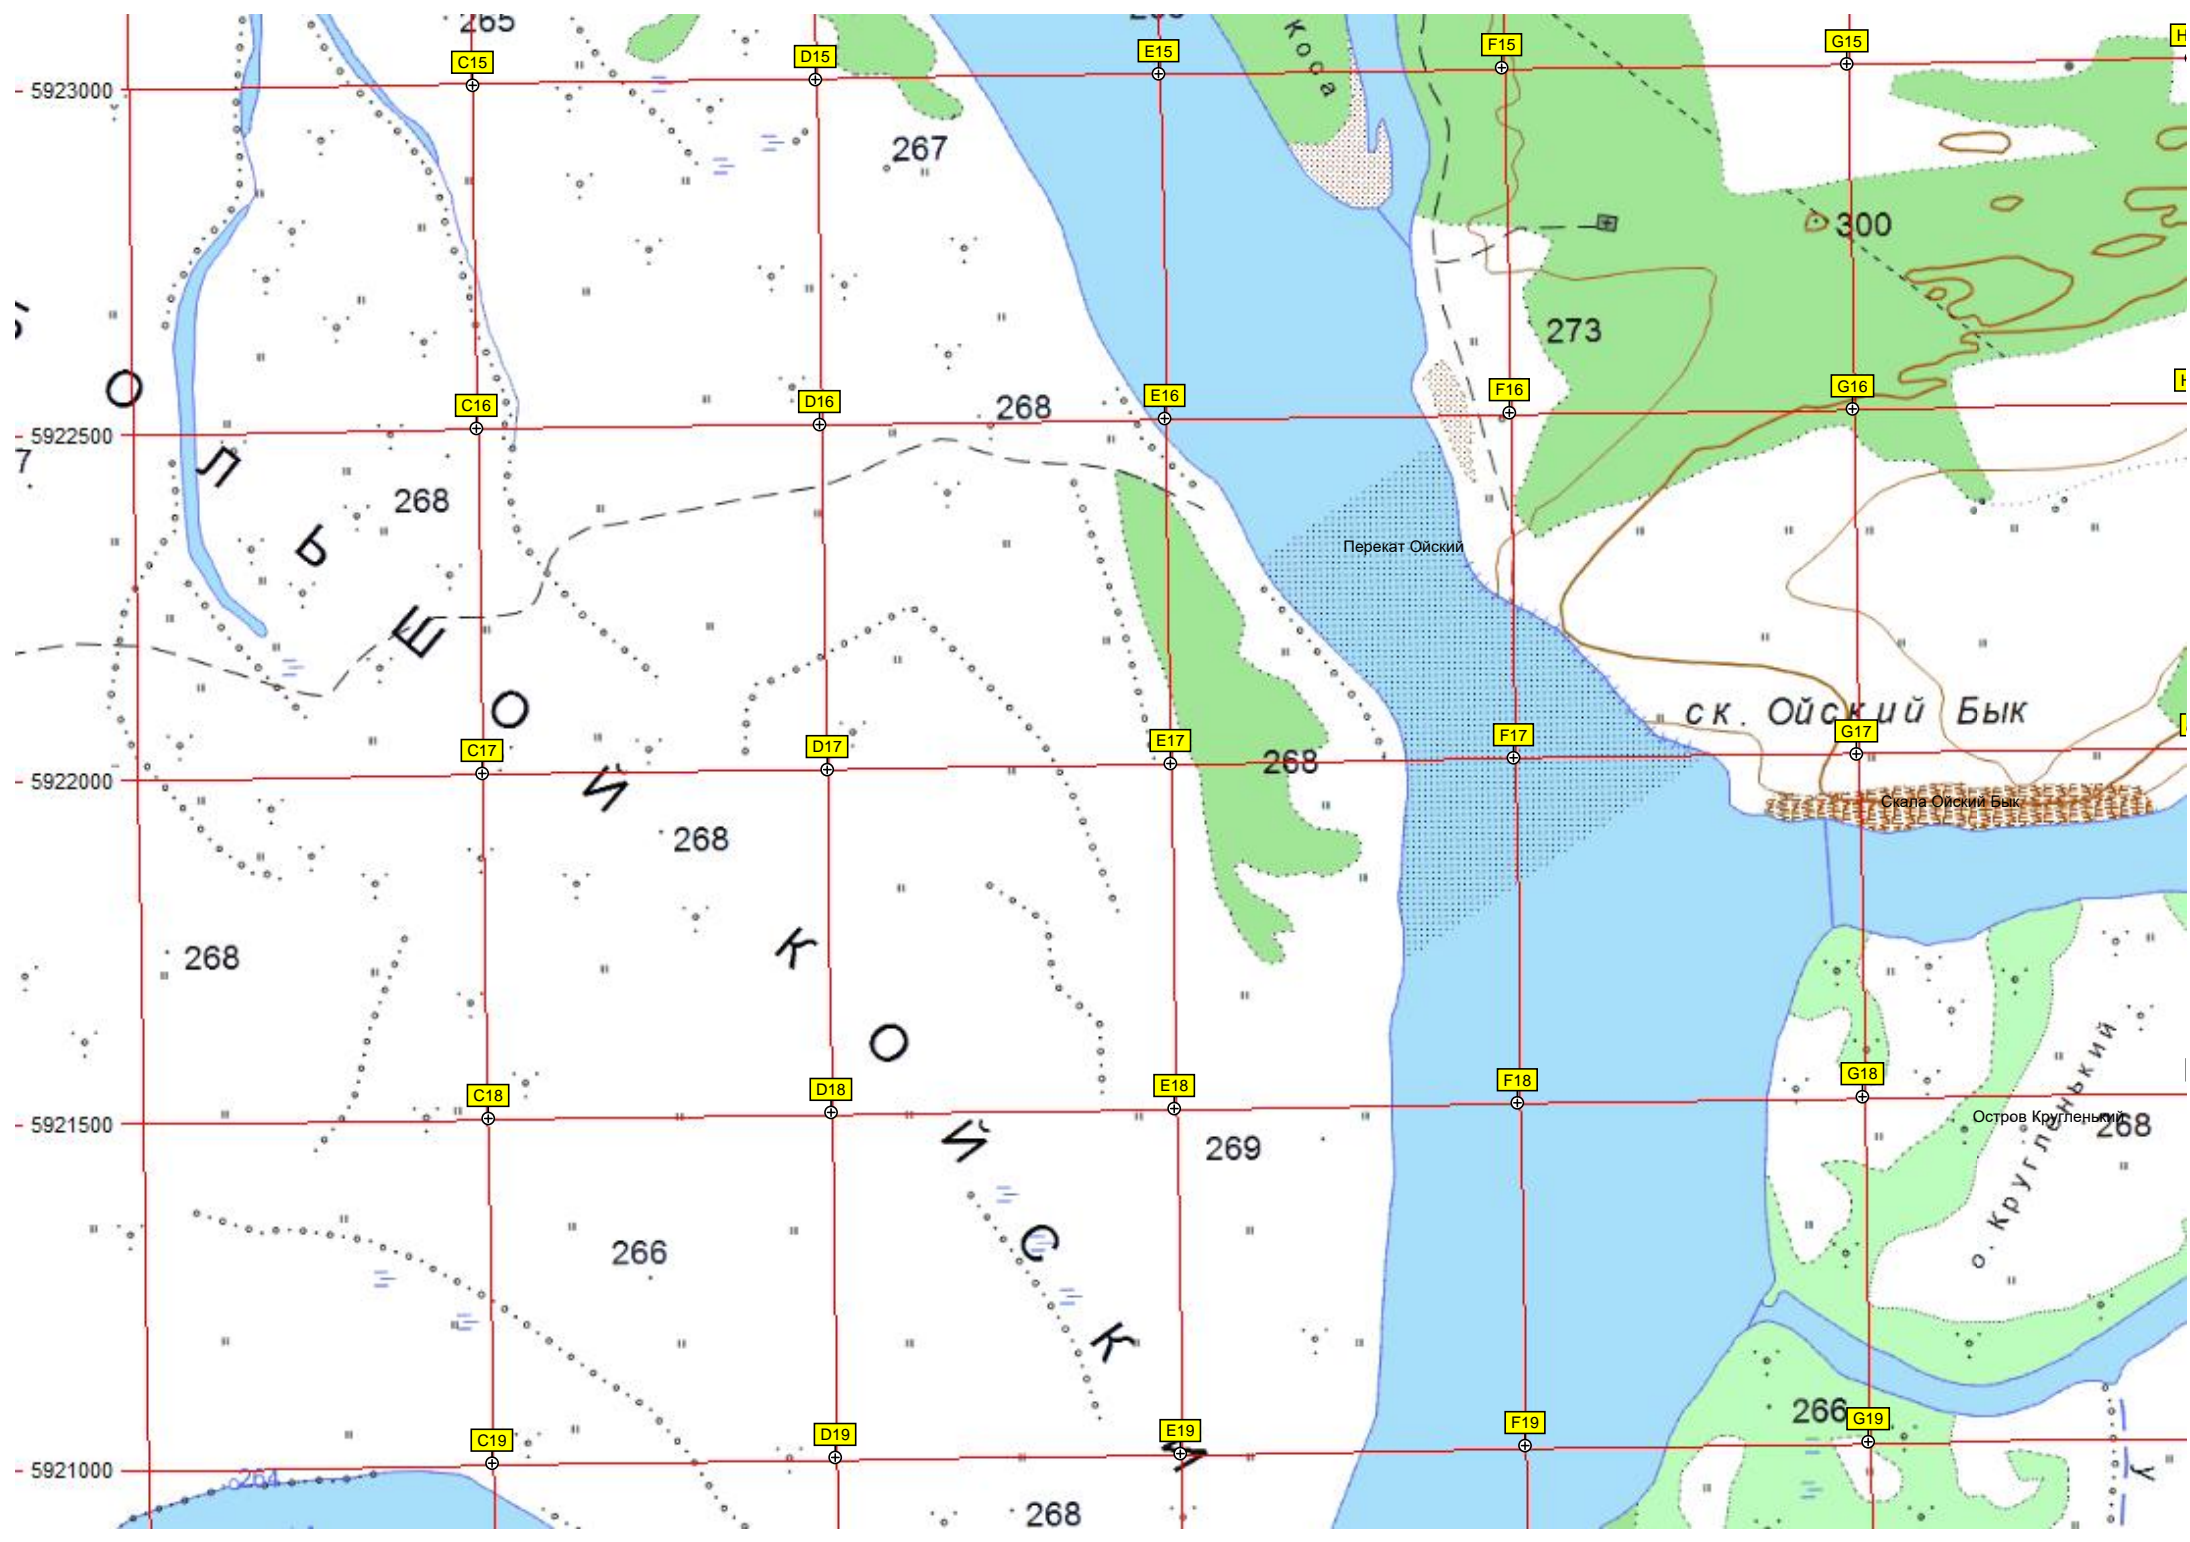 265
C15
D15
E15
F15
G15
H
5923000
Коса
267
300
273
О
C16
D16
268
E16
F16
G16
5922500
7
Л
268
Ь
Перекат Ойский
Ш
О
ск. Ойский Бык
C17
D17
E17
F17
G17
268
5922000
Й
Скала Ойский Бык
268
К
268
О
C18
D18
E18
F18
G18
5921500
Остров Кругленький
268
о. Кругленький
Й
269
С
266
К
266
C19
D19
E19
F19
G19
И
5921000
264
У
268